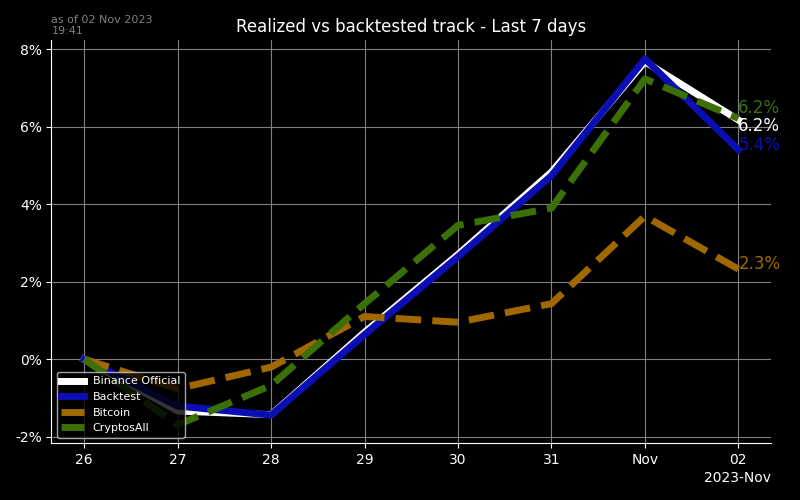 as of 02 Nov 2023
19:41
Realized vs backtested track - Last 7 days
8%
6%
4%
2%
0%
-2%
6.2%
6.2%
5.4%
2.3%
Binance Official
Backtest
Bitcoin
CryptosAll
26
27
28
29
30
31
Nov
02
2023-Nov